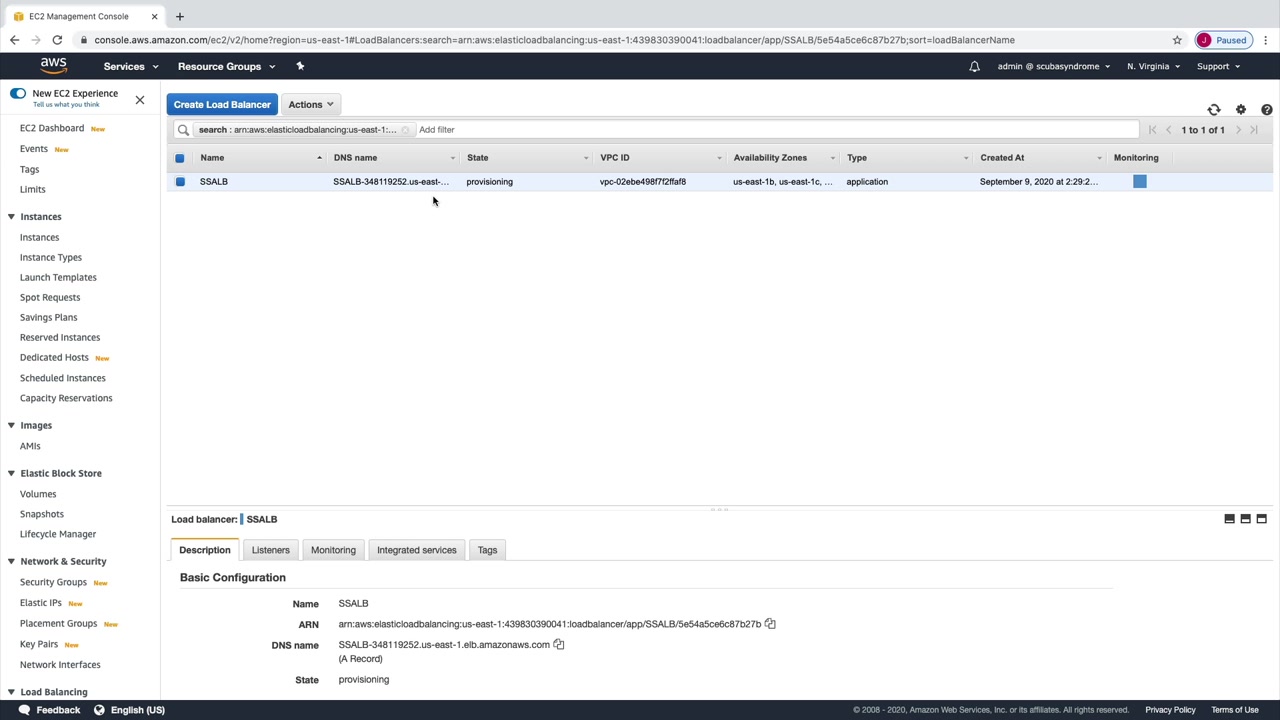 EC2 Management Console
console.aws.amazon.com/ec2/v2/home?region=us-east-1#LoadBalancers:search=arn:aws:elasticloadbalancing:us-east-1:439830390041:loadbalancer/app/SSALB/5e54a5ce6c87b27b;sort=loadBalancerName
J Paused
aws Services Resource Groups admin @ scubasyndrome N. Virginia Support
New EC2 Experience
Tell us what you think
EC2 Dashboard New
Events New
Tags
Limits
Instances
Instances
Instance Types
Launch Templates
Spot Requests
Savings Plans
Reserved Instances
Dedicated Hosts New
Scheduled Instances
Capacity Reservations
Images
AMIs
Elastic Block Store
Volumes
Snapshots
Lifecycle Manager
Network & Security
Security Groups New
Elastic IPs New
Placement Groups New
Key Pairs New
Network Interfaces
Load Balancing
Create Load Balancer Actions
search : arn:aws:elasticloadbalancing:us-east-1:... Add filter 1 to 1 of 1
Name DNS name State VPC ID Availability Zones Type Created At Monitoring
SSALB SSALB-348119252.us-east-... provisioning vpc-02ebe498f7f2ffaf8 us-east-1b, us-east-1c, ... application September 9, 2020 at 2:29:2...
Load balancer: SSALB
Description Listeners Monitoring Integrated services Tags
Basic Configuration
Name SSALB
ARN arn:aws:elasticloadbalancing:us-east-1:439830390041:loadbalancer/app/SSALB/5e54a5ce6c87b27b
DNS name SSALB-348119252.us-east-1.elb.amazonaws.com
(A Record)
State provisioning
Feedback English (US) © 2008 - 2020, Amazon Web Services, Inc. or its affiliates. All rights reserved. Privacy Policy Terms of Use